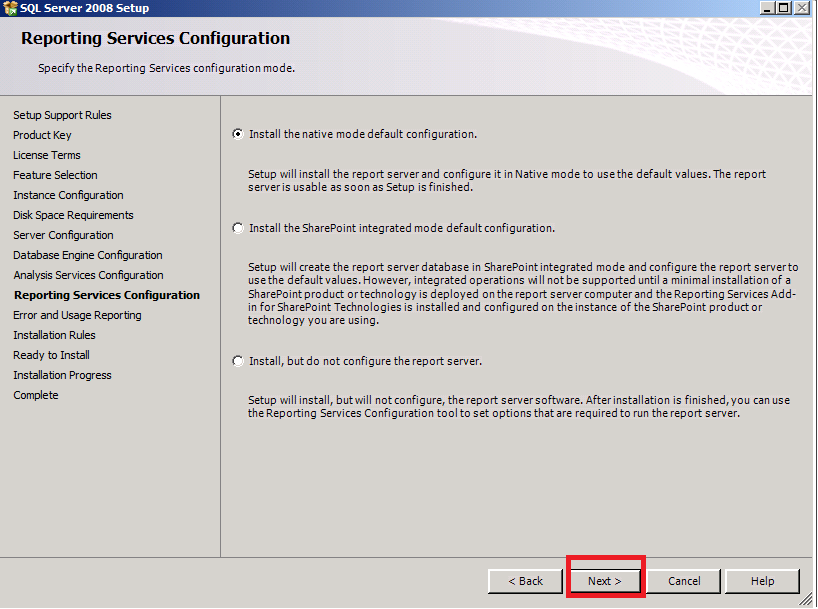 SQL Server 2008 Setup
Reporting Services Configuration
Specify the Reporting Services configuration mode.
Setup Support Rules
Product Key
License Terms
Feature Selection
Instance Configuration
Disk Space Requirements
Server Configuration
Database Engine Configuration
Analysis Services Configuration
Reporting Services Configuration
Error and Usage Reporting
Installation Rules
Ready to Install
Installation Progress
Complete
Install the native mode default configuration.
Setup will install the report server and configure it in Native mode to use the default values. The report
server is usable as soon as Setup is finished.
Install the SharePoint integrated mode default configuration.
Setup will create the report server database in SharePoint integrated mode and configure the report server to
use the default values. However, integrated operations will not be supported until a minimal installation of a
SharePoint product or technology is deployed on the report server computer and the Reporting Services Add-
in for SharePoint Technologies is installed and configured on the instance of the SharePoint product or
technology you are using.
Install, but do not configure the report server.
Setup will install, but will not configure, the report server software. After installation is finished, you can use
the Reporting Services Configuration tool to set options that are required to run the report server.
< Back
Next >
Cancel
Help